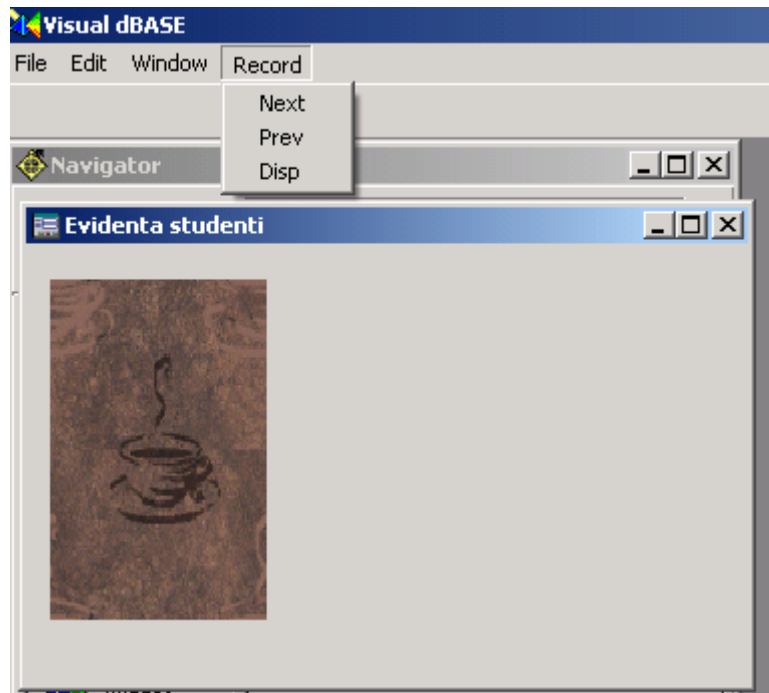 Visual dBASE
File Edit Window Record
Next
Prev
Disp
Navigator
Evidenta studenti